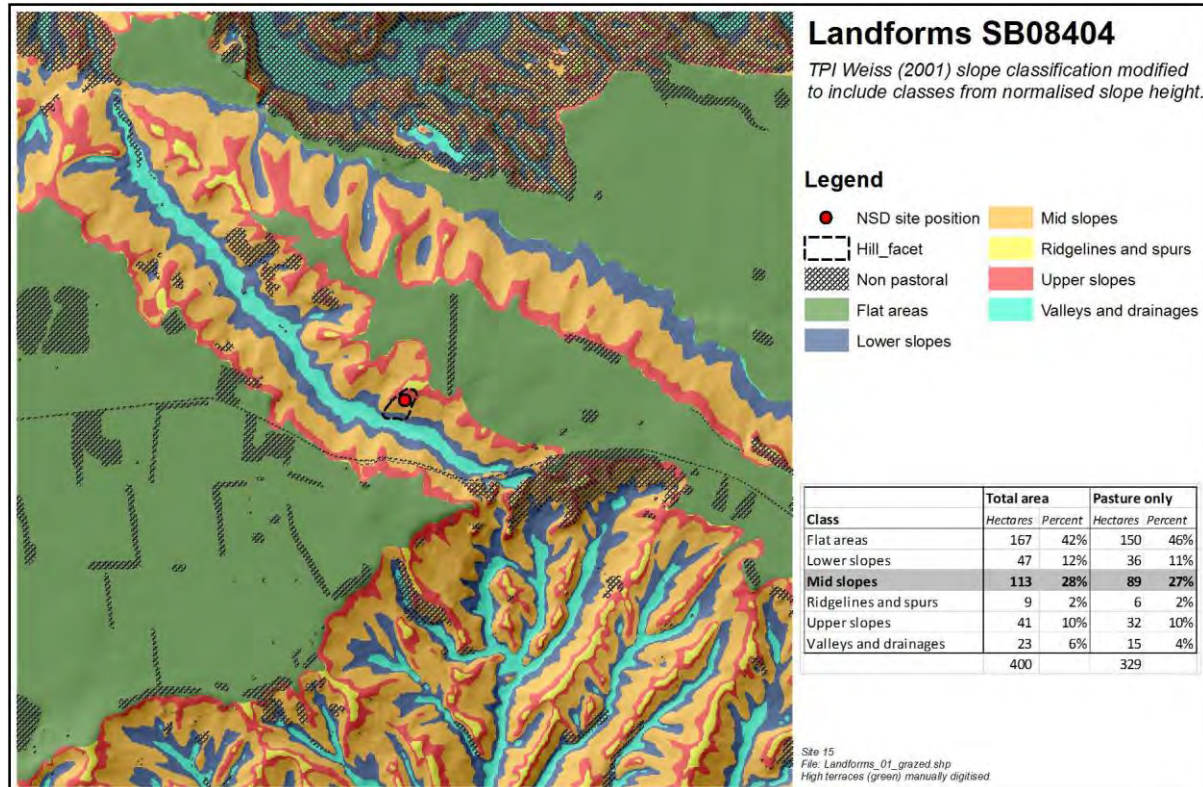 Landforms SB08404
TPI Weiss (2001) slope classification modified
to include classes from normalised slope height.
Legend
NSD site position
Hill_facet
Non pastoral
Flat areas
Lower slopes
Mid slopes
Ridgelines and spurs
Upper slopes
Valleys and drainages
Total area Pasture only
Class Hectares Percent Hectares Percent
Flat areas 167 42% 150 46%
Lower slopes 47 12% 36 11%
Mid slopes 113 28% 89 27%
Ridgelines and spurs 9 2% 6 2%
Upper slopes 41 10% 32 10%
Valleys and drainages 23 6% 15 4%
400 329
Site 15
File: Landforms_01_grazed.shp
High terraces (green) manually digitised